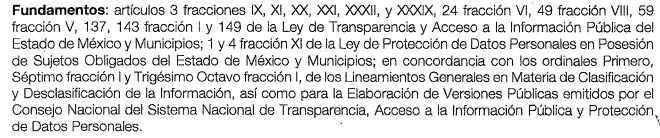 Fundamentos: artículos 3 fracciones IX, XI, XX, XXI, XXXII, y XXXIX, 24 fracción VI, 49 fracción VIII, 59
fracción V, 137, 143 fracción I y 149 de la Ley de Transparencia y Acceso a la Información Pública del
Estado de México y Municipios; 1 y 4 fracción XI de la Ley de Protección de Datos Personales en Posesión
de Sujetos Obligados del Estado de México y Municipios; en concordancia con los ordinales Primero,
Séptimo fracción I y Trigésimo Octavo fracción I, de los Lineamientos Generales en Materia de Clasificación
y Desclasificación de la Información, así como para la Elaboración de Versiones Públicas emitidos por el
Consejo Nacional del Sistema Nacional de Transparencia, Acceso a la Información Pública y Protección
de Datos Personales.